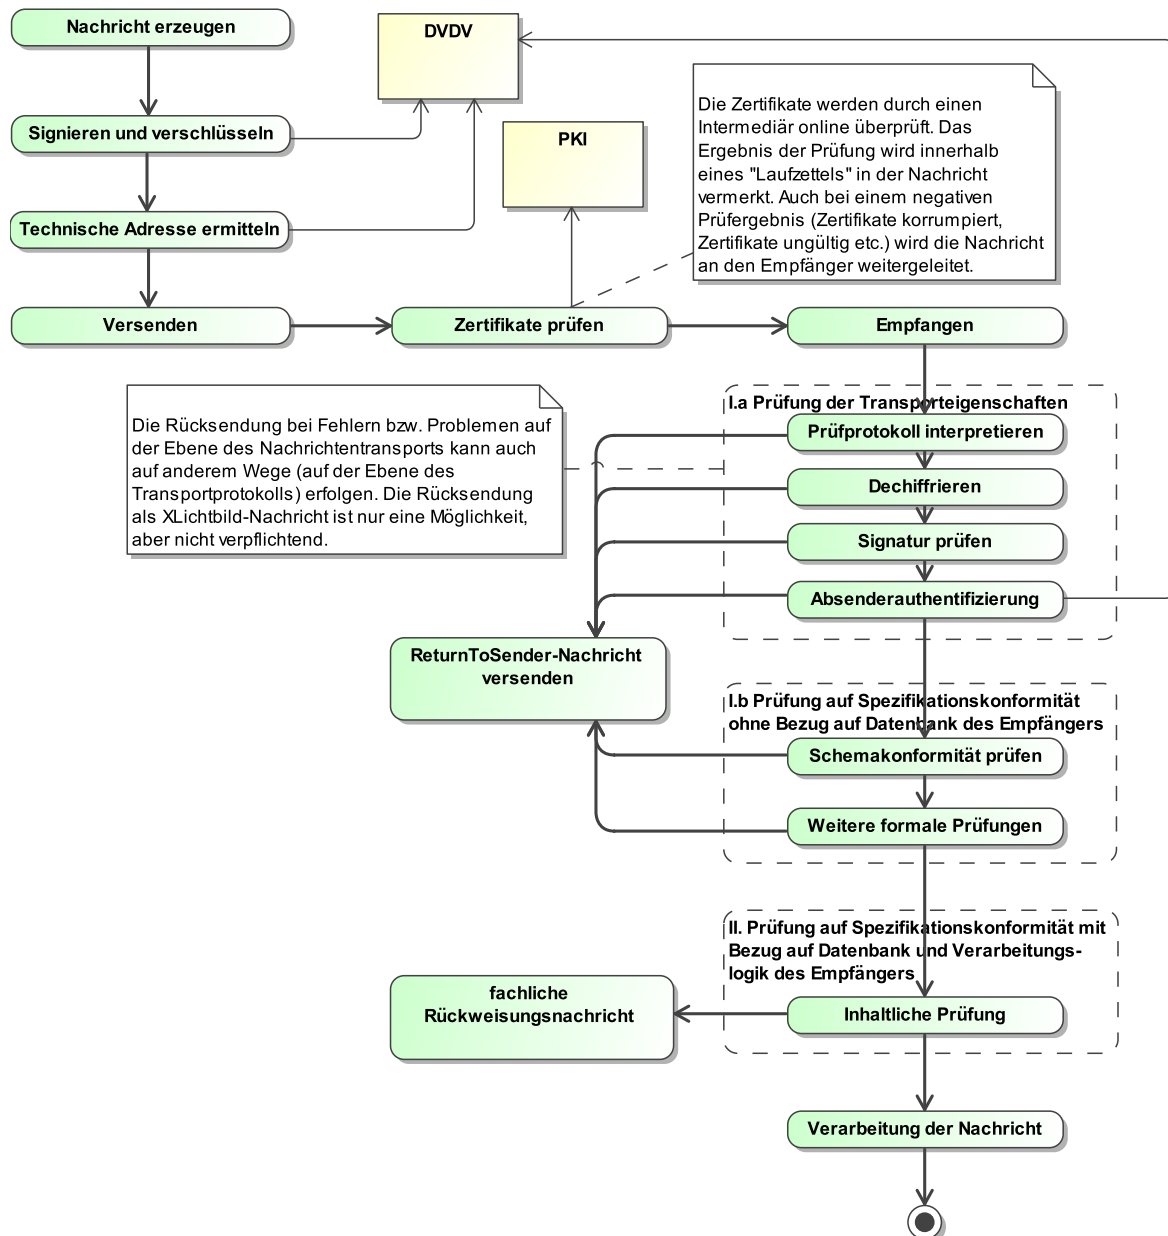 Nachricht erzeugen
DVDV
Die Zertifikate werden durch einen
Intermediär online überprüft. Das
Ergebnis der Prüfung wird innerhalb
eines "Laufzettels" in der Nachricht
vermerkt. Auch bei einem negativen
Prüfergebnis (Zertifikate korrumpiert,
Zertifikate ungültig etc.) wird die Nachricht
an den Empfänger weitergeleitet.
Signieren und verschlüsseln
PKI
Technische Adresse ermitteln
Versenden
Zertifikate prüfen
Empfangen
Die Rücksendung bei Fehlern bzw. Problemen auf
der Ebene des Nachrichtentransports kann auch
auf anderem Wege (auf der Ebene des
Transportprotokolls) erfolgen. Die Rücksendung
als XLichtbild-Nachricht ist nur eine Möglichkeit,
aber nicht verpflichtend.
I.a Prüfung der Transporteigenschaften
Prüfprotokoll interpretieren
Dechiffrieren
Signatur prüfen
Absenderauthentifizierung
ReturnToSender-Nachricht
versenden
I.b Prüfung auf Spezifikationskonformität
ohne Bezug auf Datenbank des Empfängers
Schemakonformität prüfen
Weitere formale Prüfungen
II. Prüfung auf Spezifikationskonformität mit
Bezug auf Datenbank und Verarbeitungs-
logik des Empfängers
fachliche
Rückweisungsnachricht
Inhaltliche Prüfung
Verarbeitung der Nachricht